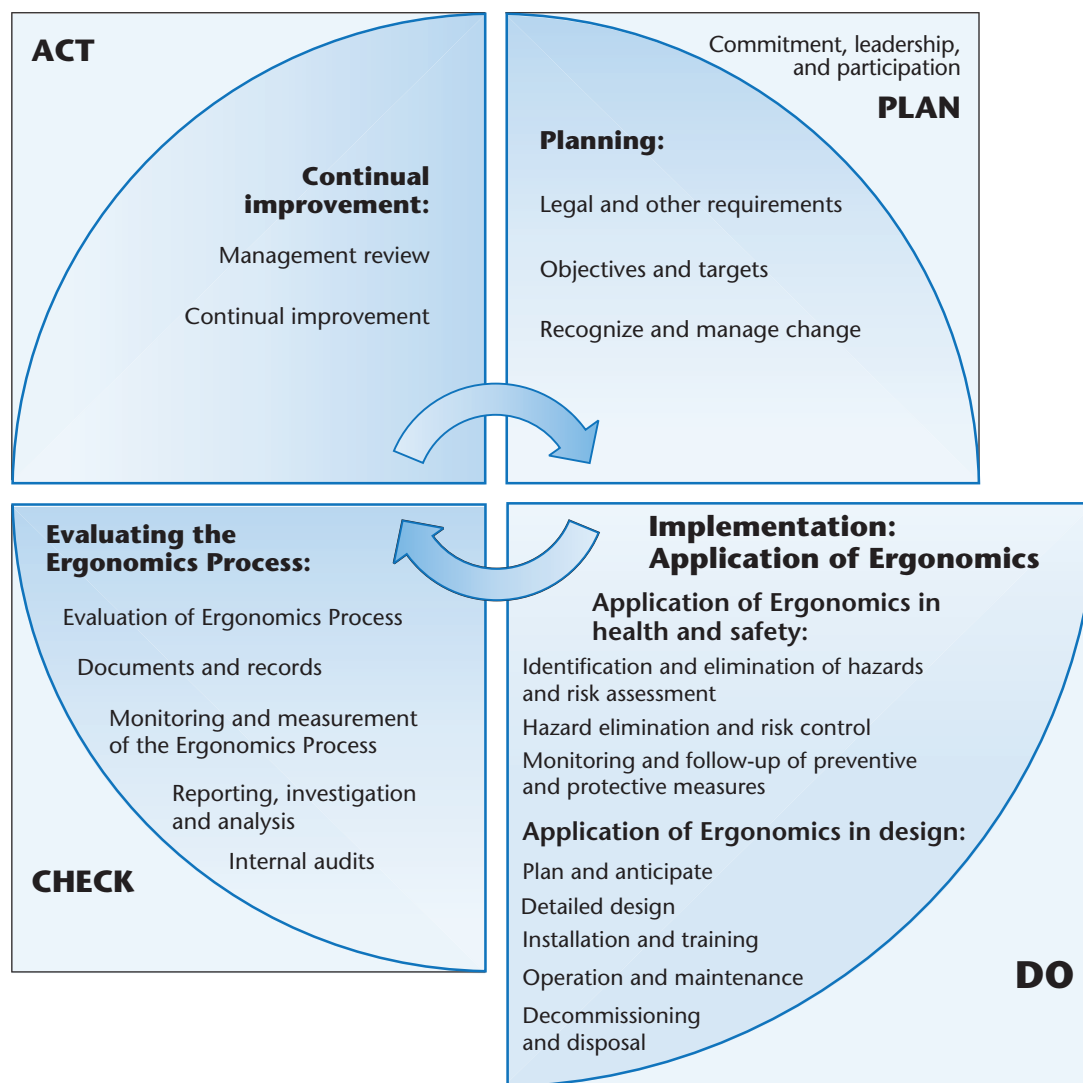 ACT
Continual
improvement:
Management review
Continual improvement
Commitment, leadership,
and participation
PLAN
Planning:
Legal and other requirements
Objectives and targets
Recognize and manage change
Evaluating the
Ergonomics Process:
Evaluation of Ergonomics Process
Documents and records
Monitoring and measurement
of the Ergonomics Process
Reporting, investigation
and analysis
Internal audits
CHECK
Implementation:
Application of Ergonomics
Application of Ergonomics in
health and safety:
Identification and elimination of hazards
and risk assessment
Hazard elimination and risk control
Monitoring and follow-up of preventive
and protective measures
Application of Ergonomics in design:
Plan and anticipate
Detailed design
Installation and training
Operation and maintenance
Decommissioning
and disposal
DO